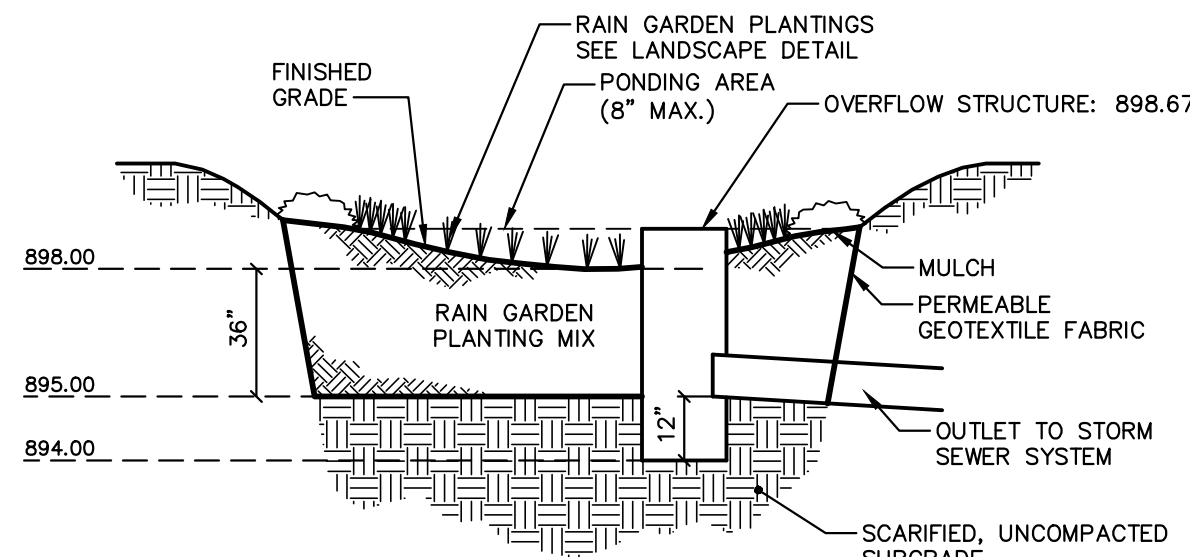 RAIN GARDEN PLANTINGS
SEE LANDSCAPE DETAIL
FINISHED
GRADE
PONDING AREA
(8" MAX.)
OVERFLOW STRUCTURE: 898.67
898.00
MULCH
RAIN GARDEN
PLANTING MIX
36"
PERMEABLE
GEOTEXTILE FABRIC
895.00
12"
OUTLET TO STORM
SEWER SYSTEM
894.00
SCARIFIED, UNCOMPACTED
SUBGRADE